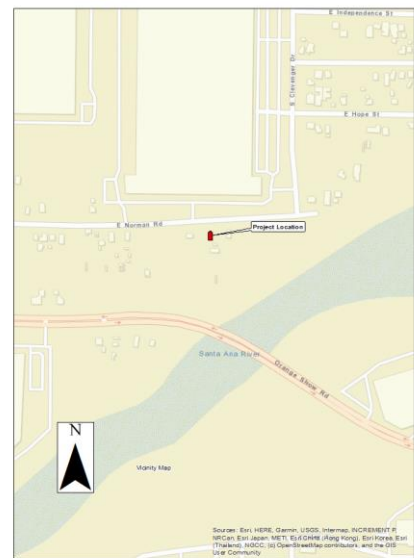 E Independence St
S Clevenger Dr
E Hope St
E Norman Rd
Project Location
Santa Ana River
Orange Show Rd
N
Vicinity Map
Sources: Esri, HERE, Garmin, USGS, Intermap, INCREMENT P,
NRCan, Esri Japan, METI, Esri China (Hong Kong), Esri Korea, Esri
(Thailand), NGCC, (c) OpenStreetMap contributors, and the GIS
User Community